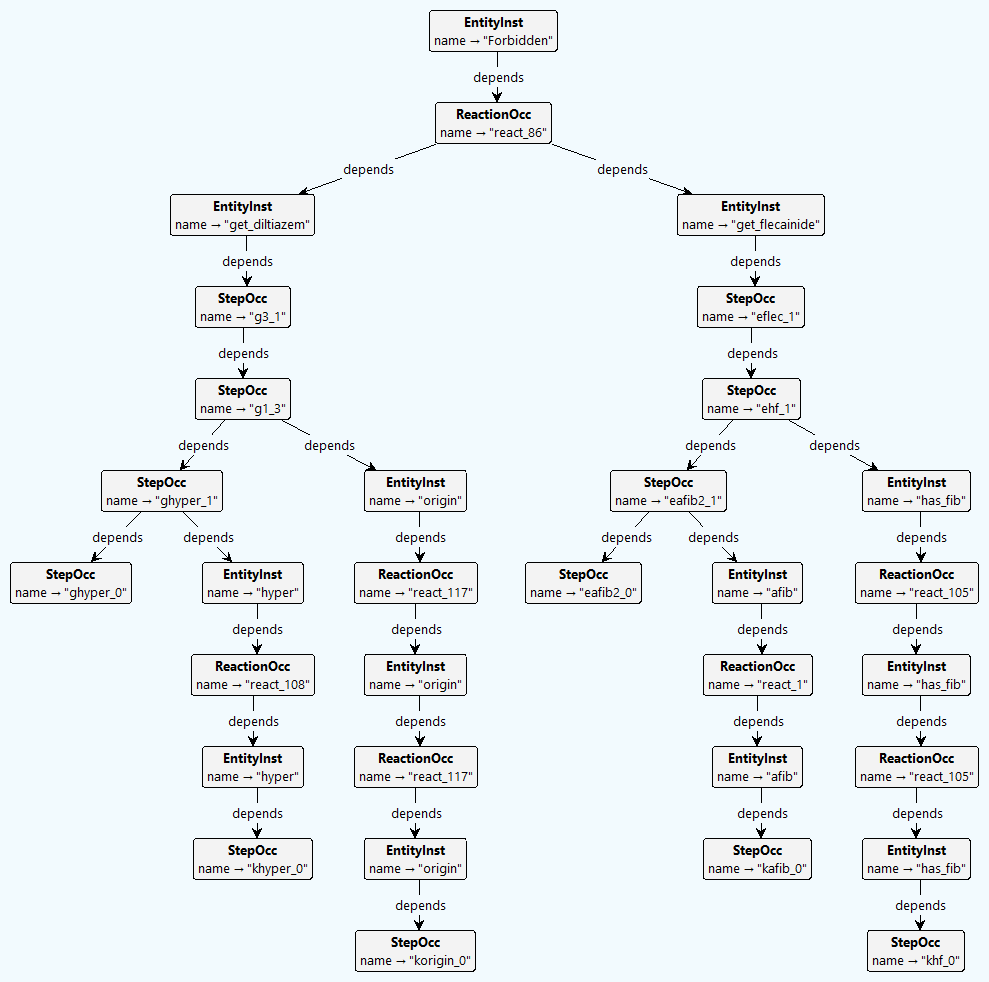 EntityInst
name → "Forbidden"
depends
ReactionOcc
name → "react_86"
depends
depends
EntityInst
name → "get_diltiazem"
EntityInst
name → "get_flecainide"
depends
depends
StepOcc
name → "g3_1"
StepOcc
name → "eflec_1"
depends
depends
StepOcc
name → "g1_3"
StepOcc
name → "ehf_1"
depends
depends
depends
depends
StepOcc
name → "ghyper_1"
EntityInst
name → "origin"
StepOcc
name → "eafib2_1"
EntityInst
name → "has_fib"
depends
depends
depends
depends
depends
depends
StepOcc
name → "ghyper_0"
EntityInst
name → "hyper"
ReactionOcc
name → "react_117"
StepOcc
name → "eafib2_0"
EntityInst
name → "afib"
ReactionOcc
name → "react_105"
depends
depends
depends
depends
ReactionOcc
name → "react_108"
EntityInst
name → "origin"
ReactionOcc
name → "react_1"
EntityInst
name → "has_fib"
depends
depends
depends
depends
EntityInst
name → "hyper"
ReactionOcc
name → "react_117"
EntityInst
name → "afib"
ReactionOcc
name → "react_105"
depends
depends
depends
depends
StepOcc
name → "khyper_0"
EntityInst
name → "origin"
StepOcc
name → "kafib_0"
EntityInst
name → "has_fib"
depends
depends
StepOcc
name → "korigin_0"
StepOcc
name → "khf_0"